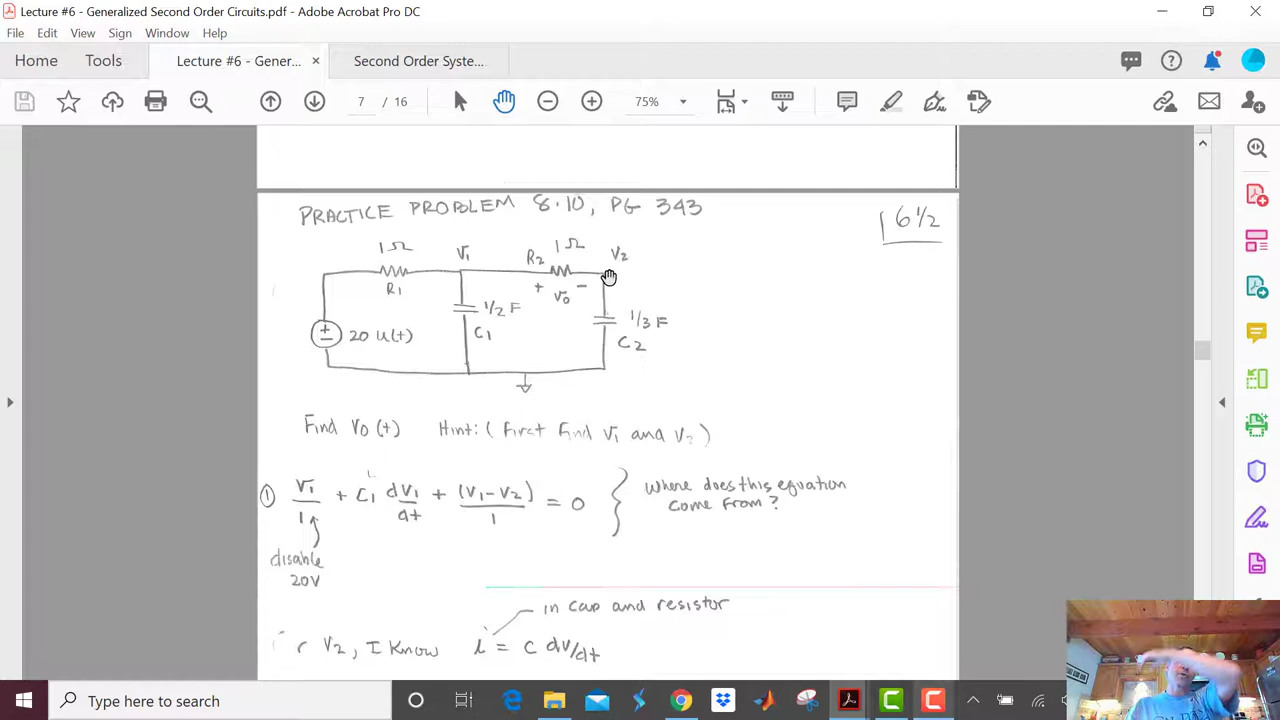 Lecture #6 - Generalized Second Order Circuits.pdf - Adobe Acrobat Pro DC
File Edit View Sign Window Help
Home Tools Lecture #6 - Gener... × Second Order Syste...
7 / 16 75%
PRACTICE PROBLEM 8.10, PG 343
6 1/2
1 Ω V1 R2 1 Ω V2
R1 + V0 −
1/2 F
C1
20 u(t)
1/3 F
C2
Find V0 (t) Hint: ( First find V1 and V2 )
① V1/1 + C1 dV1/dt + (V1-V2)/1 = 0 } Where does this equation
come from?
disable
20V
in cap and resistor
V2, I know i = C dV/dt
Type here to search